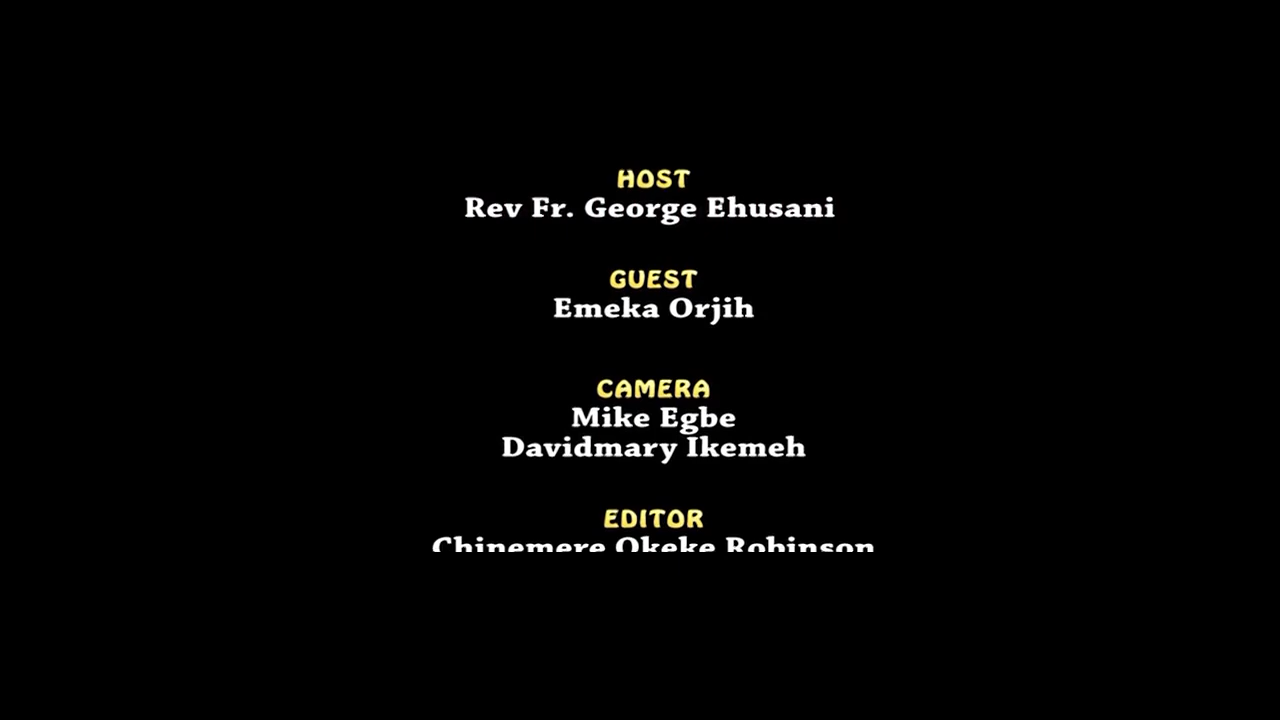 HOST
Rev Fr. George Ehusani
GUEST
Emeka Orjih
CAMERA
Mike Egbe
Davidmary Ikemeh
EDITOR
Chinemere Okeke Robinson